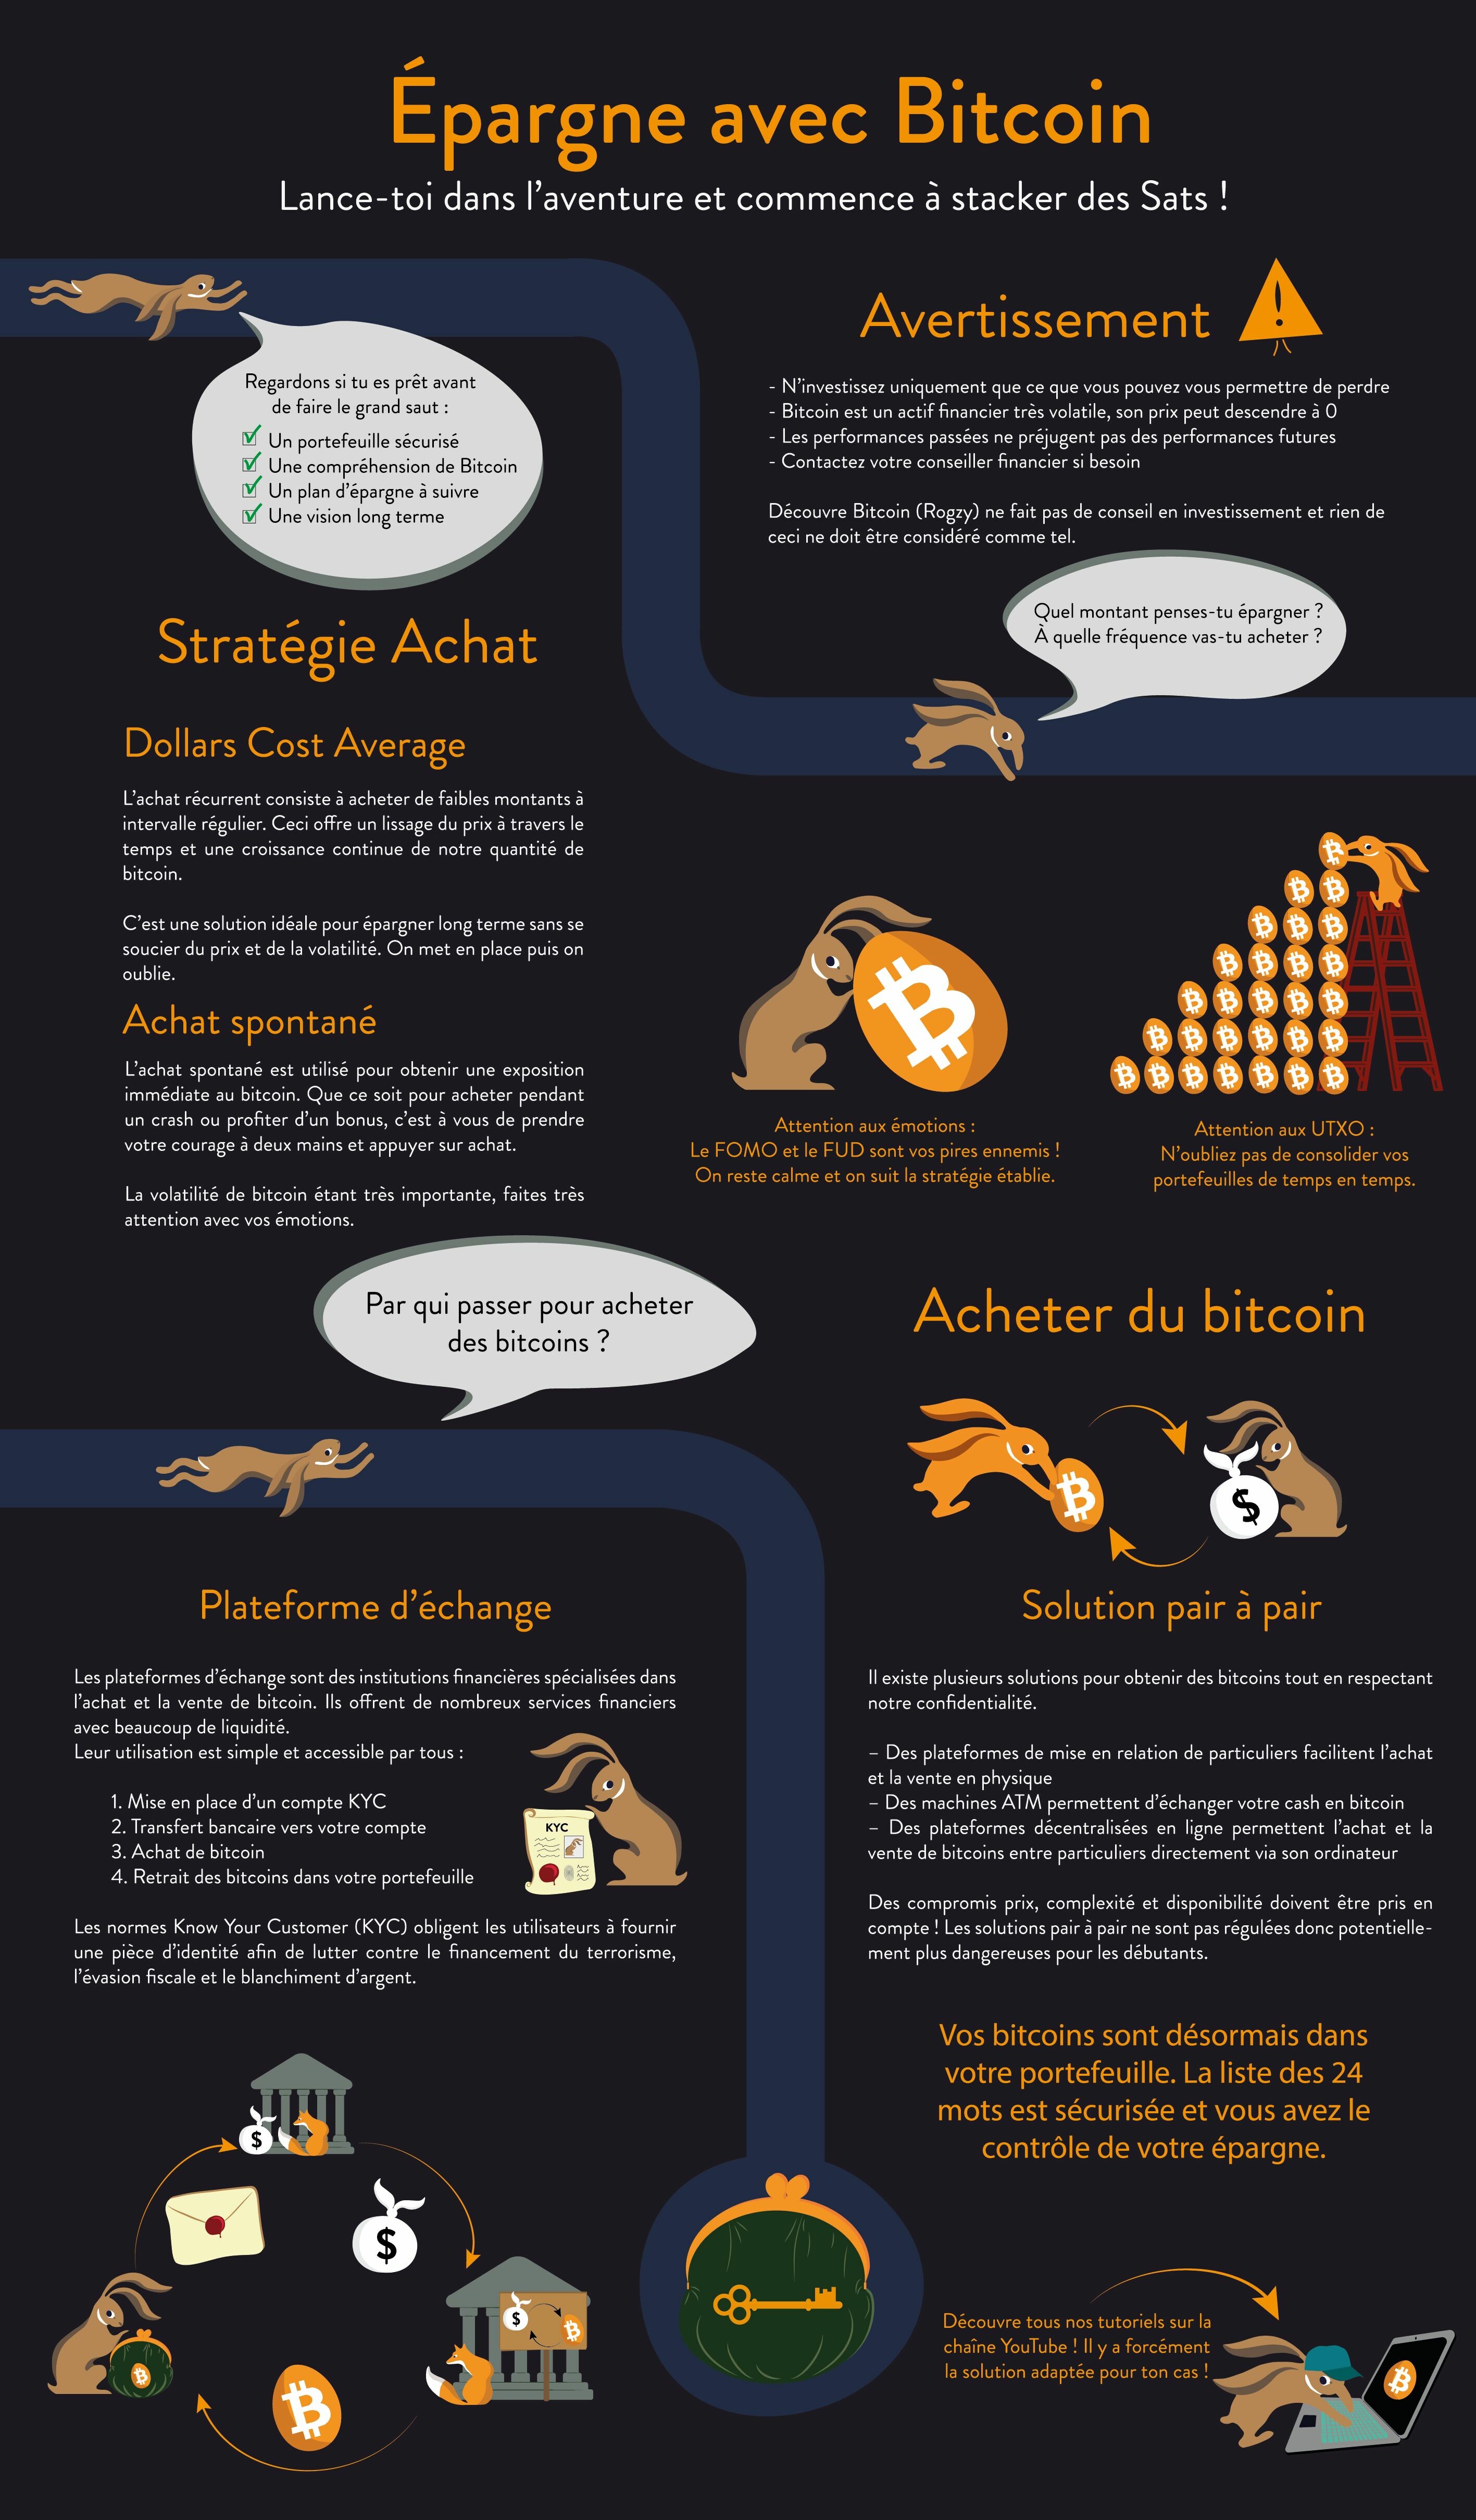 Épargne avec Bitcoin
Lance-toi dans l'aventure et commence à stacker des Sats !
Regardons si tu es prêt avant
de faire le grand saut :
Un portefeuille sécurisé
Une compréhension de Bitcoin
Un plan d'épargne à suivre
Une vision long terme
Avertissement
!
- N'investissez uniquement que ce que vous pouvez vous permettre de perdre
- Bitcoin est un actif financier très volatile, son prix peut descendre à 0
- Les performances passées ne préjugent pas des performances futures
- Contactez votre conseiller financier si besoin
Découvre Bitcoin (Rogzy) ne fait pas de conseil en investissement et rien de
ceci ne doit être considéré comme tel.
Quel montant penses-tu épargner ?
À quelle fréquence vas-tu acheter ?
Stratégie Achat
Dollars Cost Average
L'achat récurrent consiste à acheter de faibles montants à
intervalle régulier. Ceci offre un lissage du prix à travers le
temps et une croissance continue de notre quantité de
bitcoin.
C'est une solution idéale pour épargner long terme sans se
soucier du prix et de la volatilité. On met en place puis on
oublie.
Achat spontané
L'achat spontané est utilisé pour obtenir une exposition
immédiate au bitcoin. Que ce soit pour acheter pendant
un crash ou profiter d'un bonus, c'est à vous de prendre
votre courage à deux mains et appuyer sur achat.
La volatilité de bitcoin étant très importante, faites très
attention avec vos émotions.
Attention aux émotions :
Le FOMO et le FUD sont vos pires ennemis !
On reste calme et on suit la stratégie établie.
Attention aux UTXO :
N'oubliez pas de consolider vos
portefeuilles de temps en temps.
Par qui passer pour acheter
des bitcoins ?
Acheter du bitcoin
$
Plateforme d'échange
Les plateformes d'échange sont des institutions financières spécialisées dans
l'achat et la vente de bitcoin. Ils offrent de nombreux services financiers
avec beaucoup de liquidité.
Leur utilisation est simple et accessible par tous :
1. Mise en place d'un compte KYC
2. Transfert bancaire vers votre compte
3. Achat de bitcoin
4. Retrait des bitcoins dans votre portefeuille
KYC
Les normes Know Your Customer (KYC) obligent les utilisateurs à fournir
une pièce d'identité afin de lutter contre le financement du terrorisme,
l'évasion fiscale et le blanchiment d'argent.
Solution pair à pair
Il existe plusieurs solutions pour obtenir des bitcoins tout en respectant
notre confidentialité.
– Des plateformes de mise en relation de particuliers facilitent l'achat
et la vente en physique
– Des machines ATM permettent d'échanger votre cash en bitcoin
– Des plateformes décentralisées en ligne permettent l'achat et la
vente de bitcoins entre particuliers directement via son ordinateur
Des compromis prix, complexité et disponibilité doivent être pris en
compte ! Les solutions pair à pair ne sont pas régulées donc potentielle-
ment plus dangereuses pour les débutants.
Vos bitcoins sont désormais dans
votre portefeuille. La liste des 24
mots est sécurisée et vous avez le
contrôle de votre épargne.
$
$
$
Découvre tous nos tutoriels sur la
chaîne YouTube ! Il y a forcément
la solution adaptée pour ton cas !